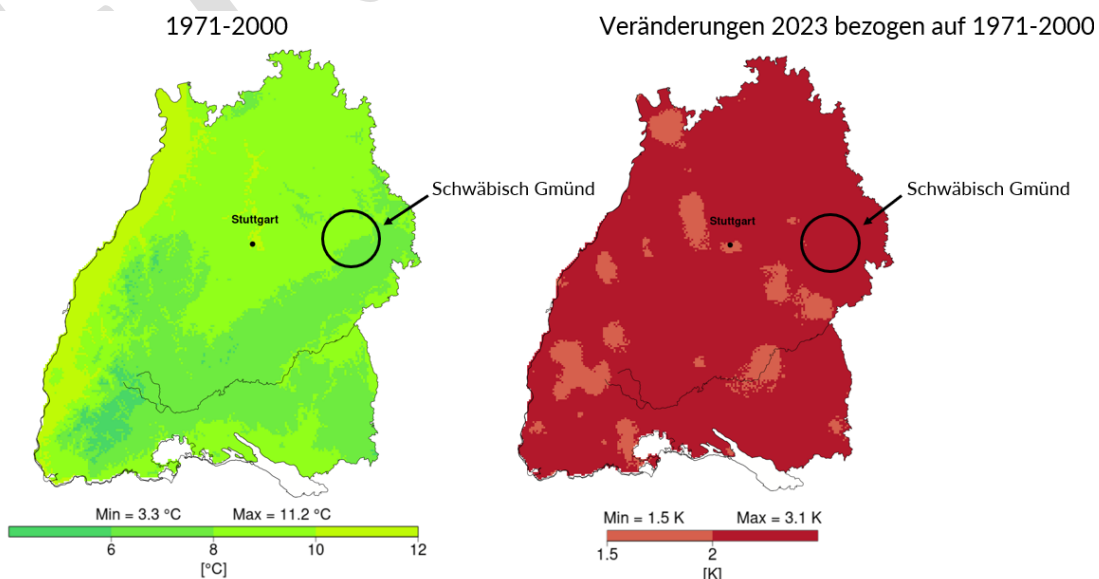 1971-2000
Veränderungen 2023 bezogen auf 1971-2000
Schwäbisch Gmünd
Schwäbisch Gmünd
Stuttgart
Stuttgart
Min = 3.3 °C Max = 11.2 °C
6 8 10 12
[°C]
Min = 1.5 K Max = 3.1 K
1.5 2
[K]